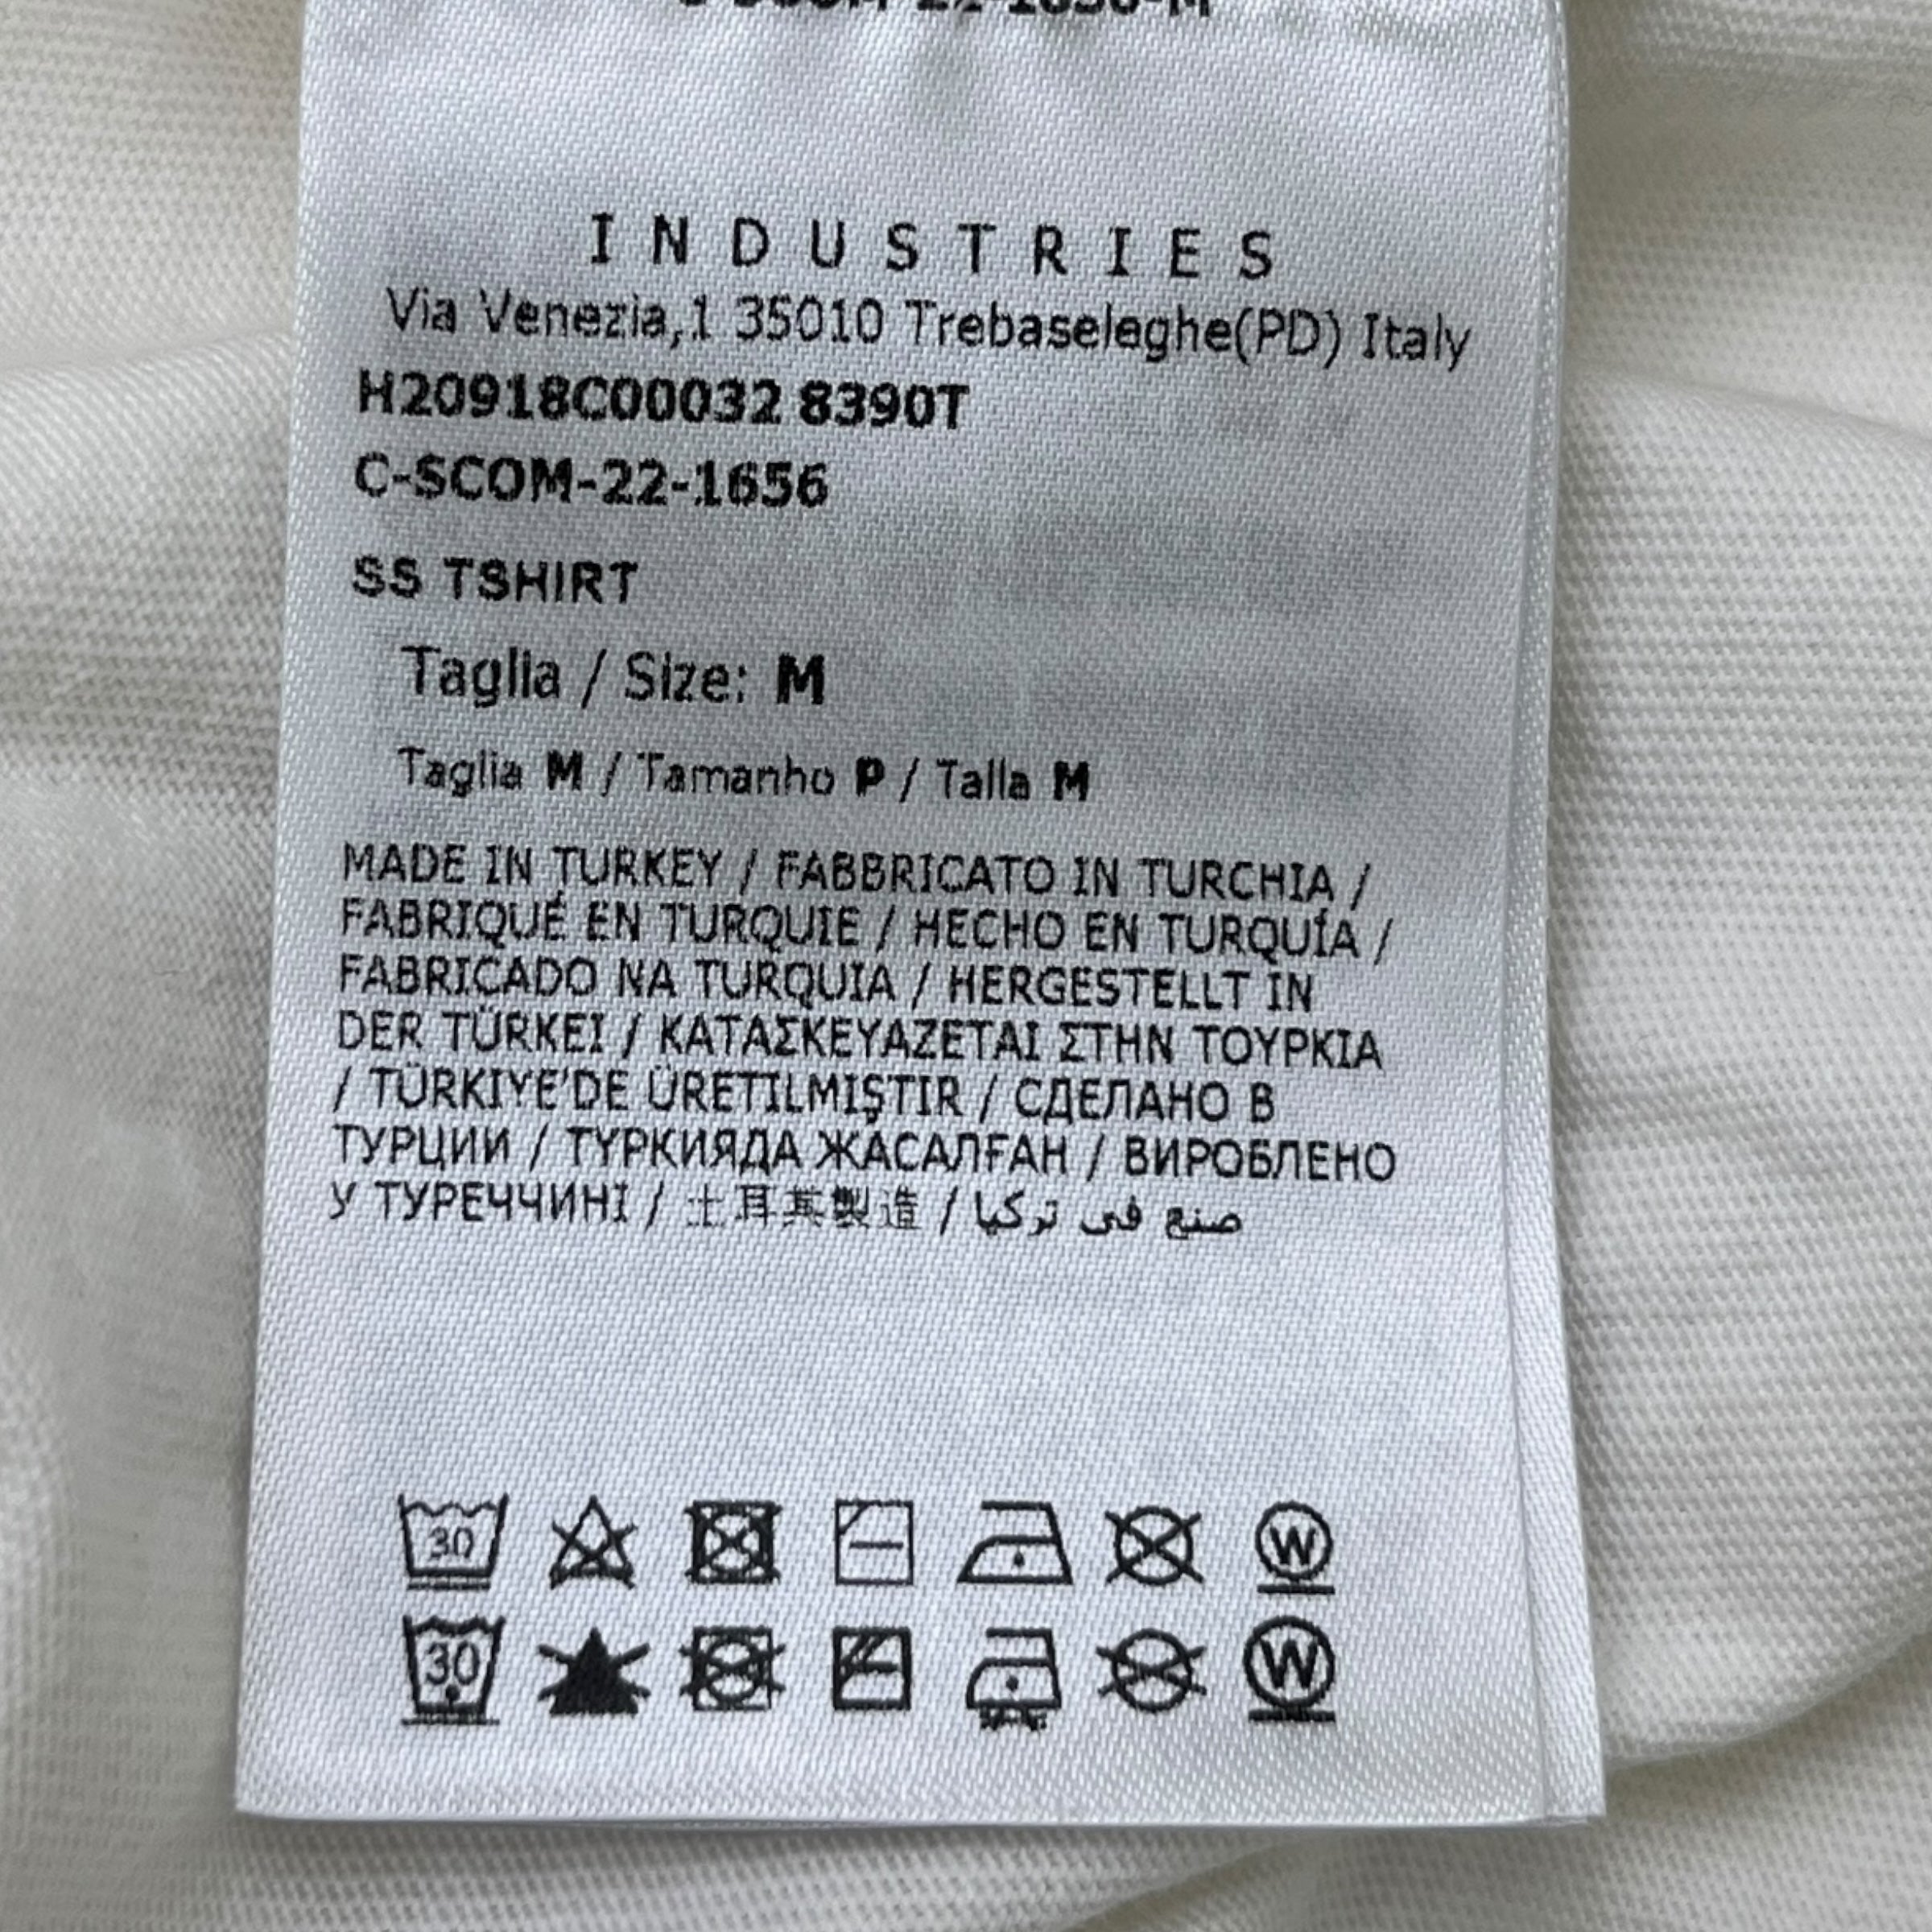 C-SCOM-22-1656-M
INDUSTRIES
Via Venezia,1 35010 Trebaseleghe(PD) Italy
H20918C00032 8390T
C-SCOM-22-1656
SS TSHIRT
Taglia / Size: M
Taglia M / Tamanho P / Talla M
MADE IN TURKEY / FABBRICATO IN TURCHIA /
FABRIQUÉ EN TURQUIE / HECHO EN TURQUÍA /
FABRICADO NA TURQUIA / HERGESTELLT IN
DER TÜRKEI / ΚΑΤΑΣΚΕΥΑΖΕΤΑΙ ΣΤΗΝ ΤΟΥΡΚΙΑ
/ TÜRKIYE'DE ÜRETILMIŞTIR / СДЕЛАНО В
ТУРЦИИ / ТҮРКИЯДА ЖАСАЛҒАН / ВИРОБЛЕНО
У ТУРЕЧЧИНІ / 土耳其製造 / صنع في تركيا
30 W
30 W